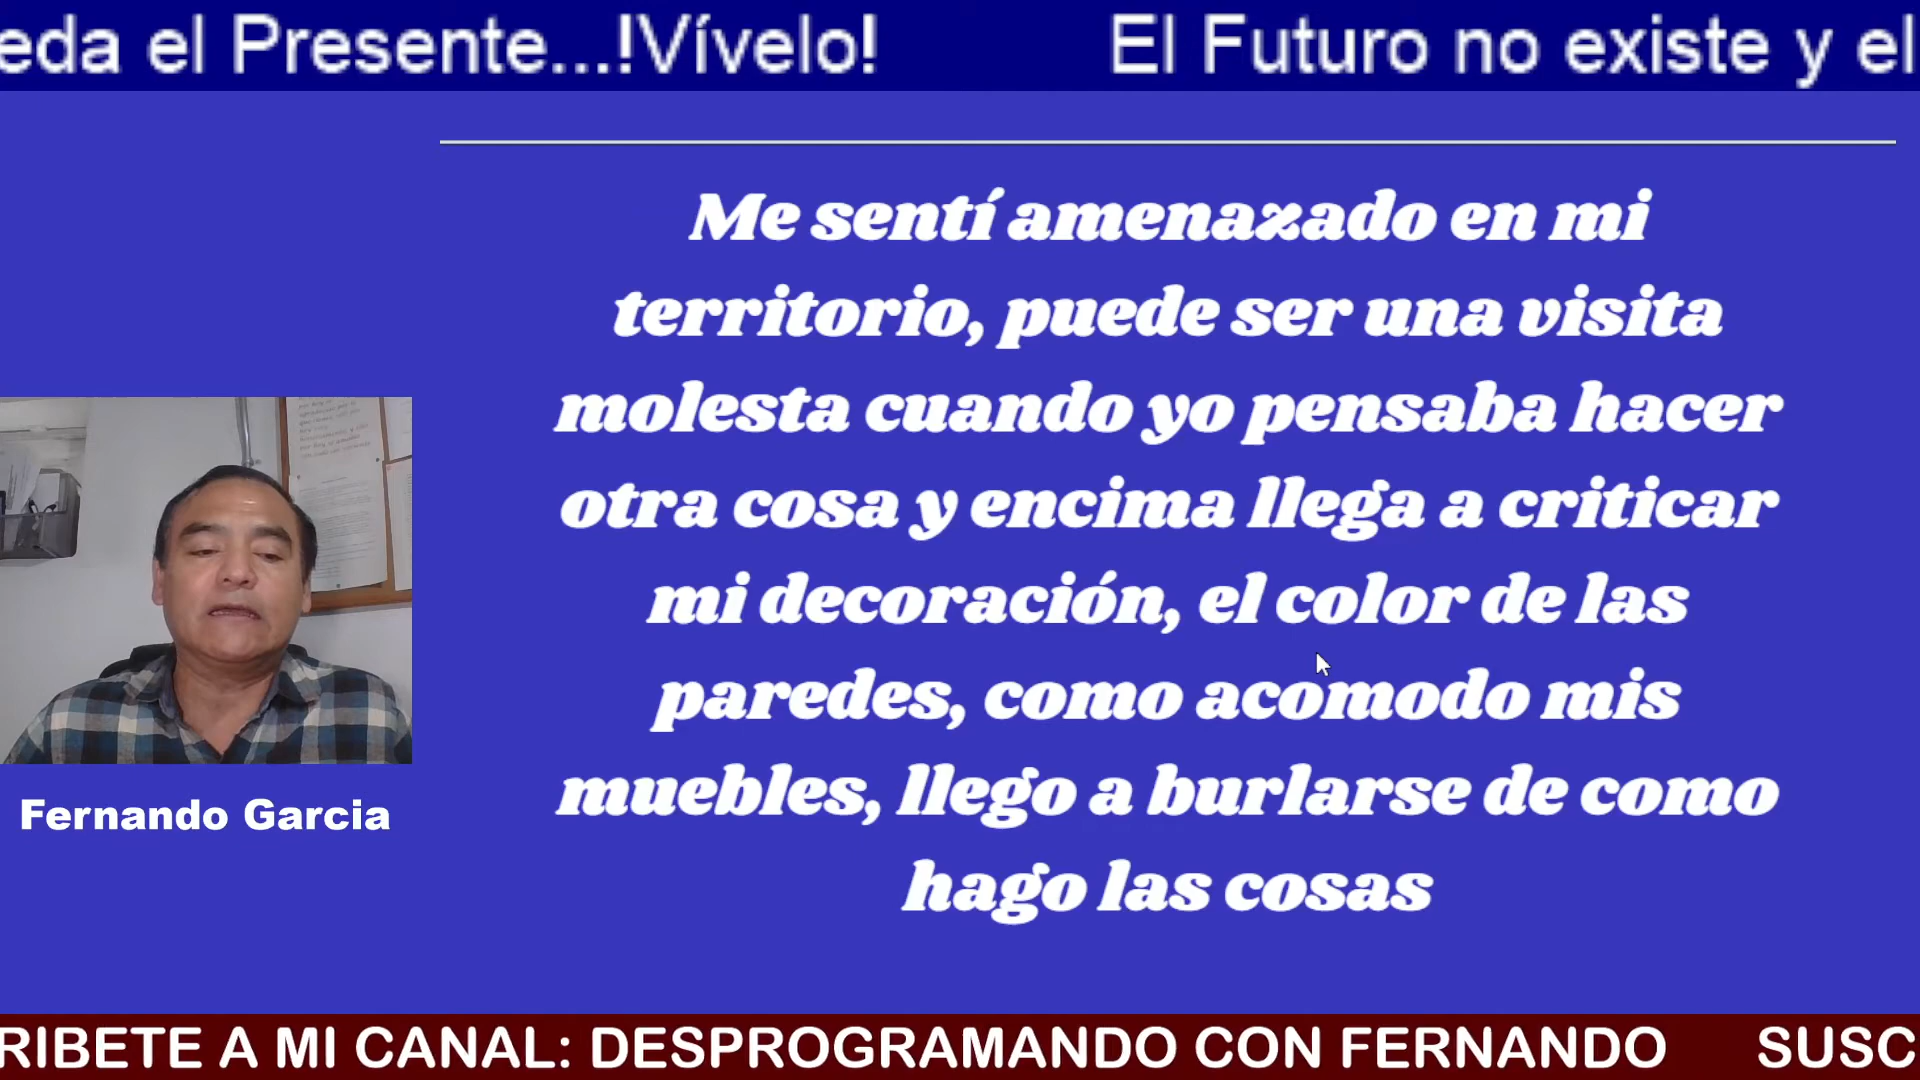 el Presente...!Vívelo! El Futuro no existe y el
Me sentí amenazado en mi
territorio, puede ser una visita
molesta cuando yo pensaba hacer
otra cosa y encima llega a criticar
mi decoración, el color de las
paredes, como acomodo mis
muebles, llego a burlarse de como
hago las cosas
Fernando Garcia
RIBETE A MI CANAL: DESPROGRAMANDO CON FERNANDO SUSC